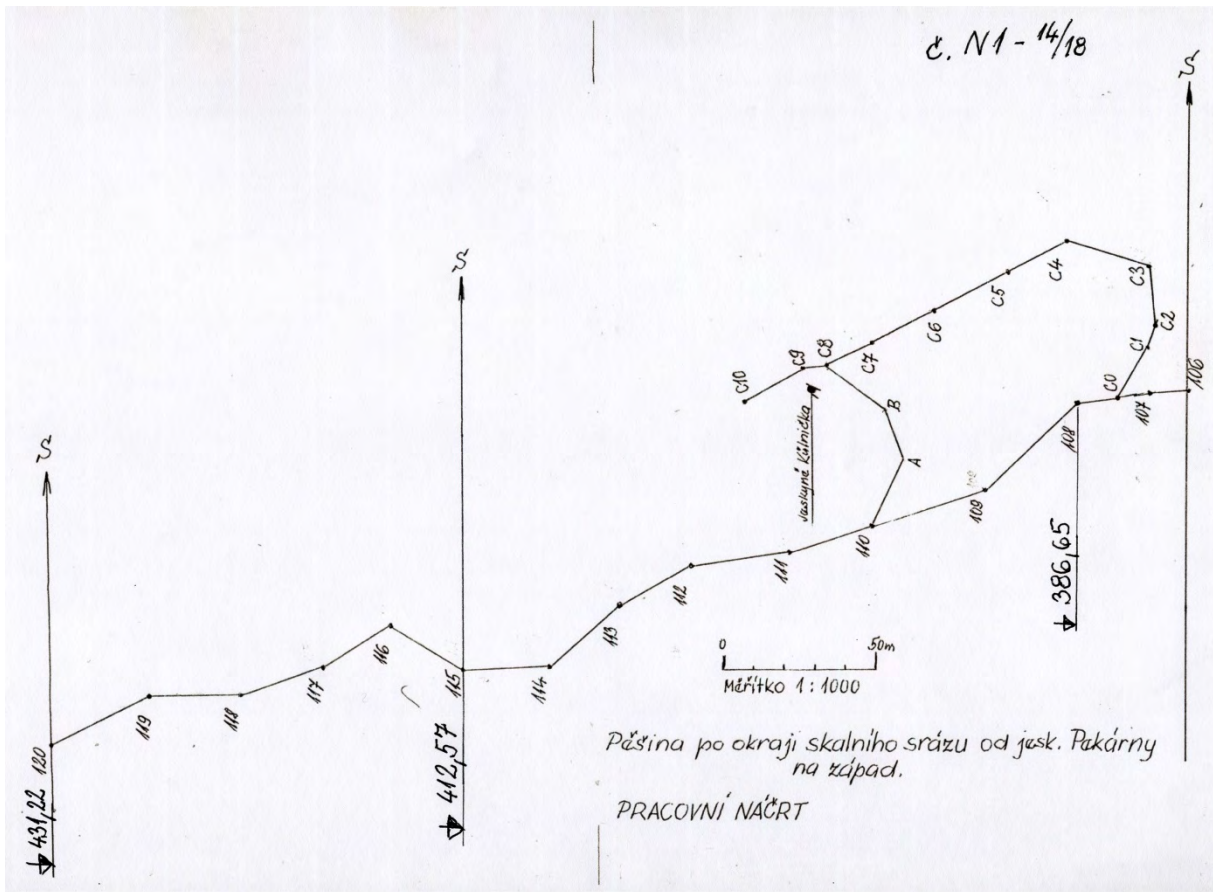 č. N1 - 14/18
S
S
S
C4
C3
C5
C2
C6
C1
C8
C9
C7
C10
C0
107
106
108
B
Jeskyně Kůlnička
A
109
110
386,65
111
112
113
0 50m
Měřítko 1 : 1000
116
117
115
114
118
119
120
412,57
431,22
Pěšina po okraji skalního srázu od jesk. Pekárny
na západ.
PRACOVNÍ NÁČRT